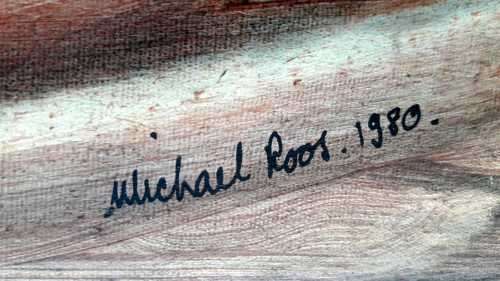 Michael Roos. 1980.